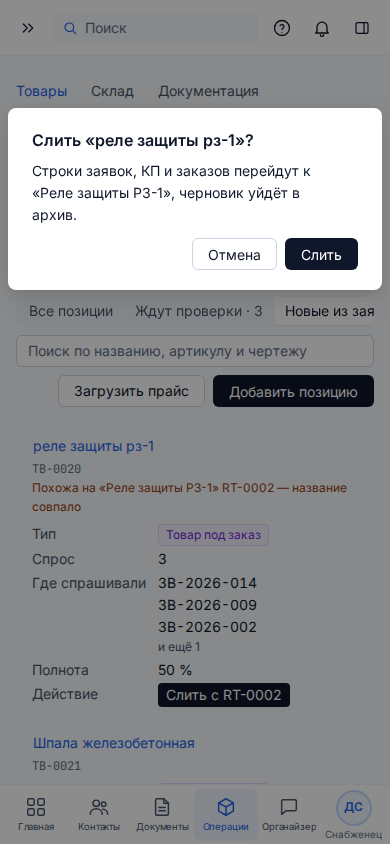 Поиск
Товары Склад Документация
Слить «реле защиты рз-1»?
Строки заявок, КП и заказов перейдут к
«Реле защиты РЗ-1», черновик уйдёт в
архив.
Отмена Слить
Все позиции Ждут проверки · 3 Новые из зая
Поиск по названию, артикулу и чертежу
Загрузить прайс Добавить позицию
реле защиты рз-1
ТВ-0020
Похожа на «Реле защиты РЗ-1» RT-0002 — название
совпало
Тип Товар под заказ
Спрос 3
Где спрашивали ЗВ-2026-014
ЗВ-2026-009
ЗВ-2026-002
и ещё 1
Полнота 50 %
Действие Слить с RT-0002
Шпала железобетонная
ТВ-0021
Главная Контакты Документы Операции Органайзер ДС
Снабженец